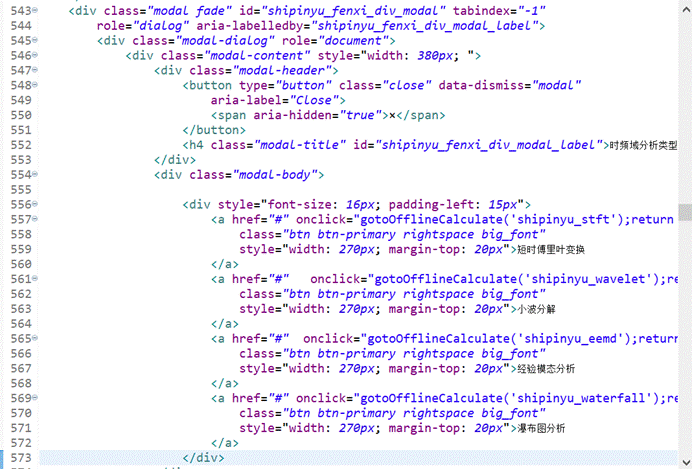 543 <div class="modal fade" id="shipinyu_fenxi_div_modal" tabindex="-1"
544 role="dialog" aria-labelledby="shipinyu_fenxi_div_modal_label">
545 <div class="modal-dialog" role="document">
546 <div class="modal-content" style="width: 380px; ">
547 <div class="modal-header">
548 <button type="button" class="close" data-dismiss="modal"
549 aria-label="Close">
550 <span aria-hidden="true">×</span>
551 </button>
552 <h4 class="modal-title" id="shipinyu_fenxi_div_modal_label">时频域分析类型
553 </div>
554 <div class="modal-body">
555
556 <div style="font-size: 16px; padding-left: 15px">
557 <a href="#" onclick="gotoOfflineCalculate('shipinyu_stft');return
558 class="btn btn-primary rightspace big_font"
559 style="width: 270px; margin-top: 20px">短时傅里叶变换
560 </a>
561 <a href="#" onclick="gotoOfflineCalculate('shipinyu_wavelet');re
562 class="btn btn-primary rightspace big_font"
563 style="width: 270px; margin-top: 20px">小波分解
564 </a>
565 <a href="#" onclick="gotoOfflineCalculate('shipinyu_eemd');return
566 class="btn btn-primary rightspace big_font"
567 style="width: 270px; margin-top: 20px">经验模态分析
568 </a>
569 <a href="#" onclick="gotoOfflineCalculate('shipinyu_waterfall');re
570 class="btn btn-primary rightspace big_font"
571 style="width: 270px; margin-top: 20px">瀑布图分析
572 </a>
573 </div>